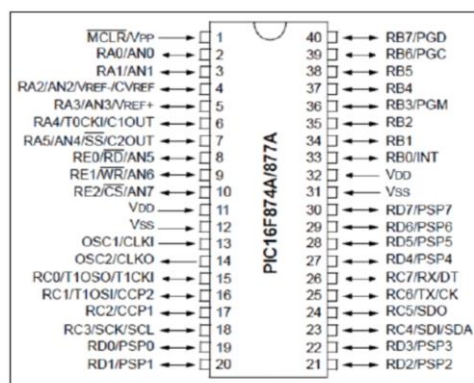 MCLR/VPP 1 40 RB7/PGD
RA0/AN0 2 39 RB6/PGC
RA1/AN1 3 38 RB5
RA2/AN2/VREF-/CVREF 4 37 RB4
RA3/AN3/VREF+ 5 36 RB3/PGM
RA4/T0CKI/C1OUT 6 35 RB2
RA5/AN4/SS/C2OUT 7 34 RB1
RE0/RD/AN5 8 33 RB0/INT
RE1/WR/AN6 9 32 VDD
RE2/CS/AN7 10 31 VSS
VDD 11 30 RD7/PSP7
VSS 12 29 RD6/PSP6
OSC1/CLKI 13 28 RD5/PSP5
OSC2/CLKO 14 27 RD4/PSP4
RC0/T1OSO/T1CKI 15 26 RC7/RX/DT
RC1/T1OSI/CCP2 16 25 RC6/TX/CK
RC2/CCP1 17 24 RC5/SDO
RC3/SCK/SCL 18 23 RC4/SDI/SDA
RD0/PSP0 19 22 RD3/PSP3
RD1/PSP1 20 21 RD2/PSP2
PIC16F874A/877A